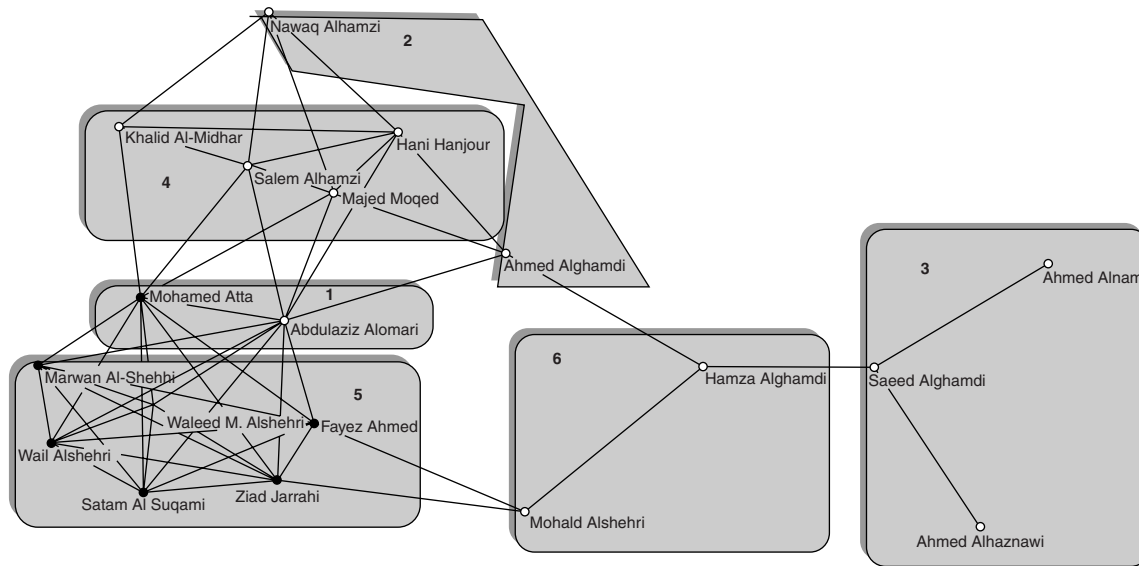 Nawaq Alhamzi
2
Khalid Al-Midhar
Hani Hanjour
4
Salem Alhamzi
Majed Moqed
Ahmed Alghamdi
3
Ahmed Alnam
Mohamed Atta
1
Abdulaziz Alomari
6
Hamza Alghamdi
Saeed Alghamdi
Marwan Al-Shehhi
5
Waleed M. Alshehri
Fayez Ahmed
Wail Alshehri
Satam Al Suqami
Ziad Jarrahi
Mohald Alshehri
Ahmed Alhaznawi